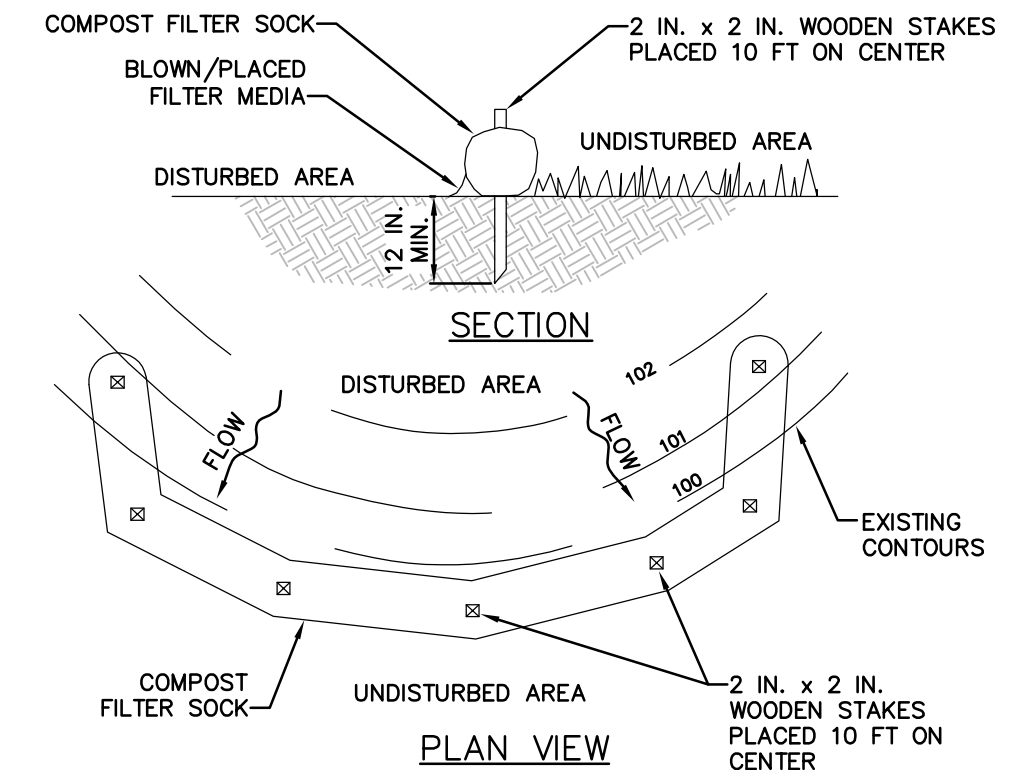 COMPOST FILTER SOCK
2 IN. x 2 IN. WOODEN STAKES
PLACED 10 FT ON CENTER
BLOWN/PLACED
FILTER MEDIA
UNDISTURBED AREA
DISTURBED AREA
12 IN.
MIN.
SECTION
DISTURBED AREA
102
FLOW
FLOW
101
100
EXISTING
CONTOURS
COMPOST
FILTER SOCK
UNDISTURBED AREA
2 IN. x 2 IN.
WOODEN STAKES
PLACED 10 FT ON
CENTER
PLAN VIEW